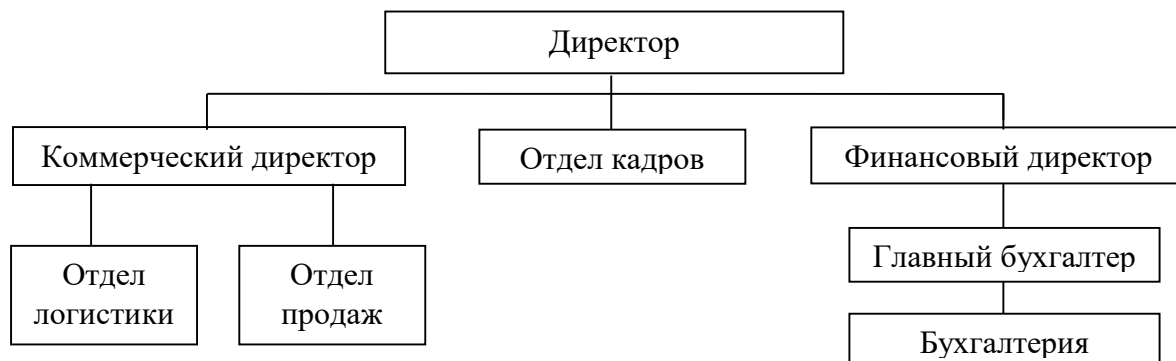 Директор
Коммерческий директор
Отдел кадров
Финансовый директор
Отдел
логистики
Отдел
продаж
Главный бухгалтер
Бухгалтерия